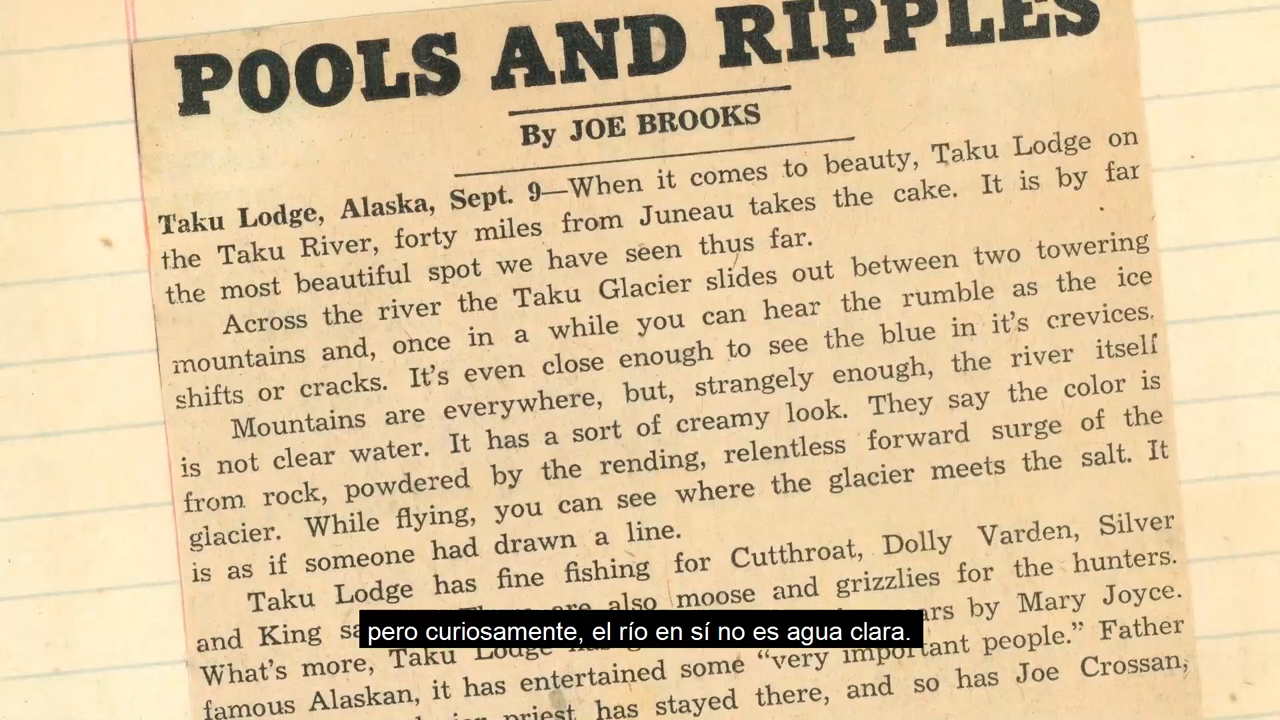 POOLS AND RIPPLES
By JOE BROOKS
Taku Lodge, Alaska, Sept. 9—When it comes to beauty, Taku Lodge on
the Taku River, forty miles from Juneau takes the cake. It is by far
the most beautiful spot we have seen thus far.
Across the river the Taku Glacier slides out between two towering
mountains and, once in a while you can hear the rumble as the ice
shifts or cracks. It's even close enough to see the blue in it's crevices.
Mountains are everywhere, but, strangely enough, the river itself
is not clear water. It has a sort of creamy look. They say the color is
from rock, powdered by the rending, relentless forward surge of the
glacier. While flying, you can see where the glacier meets the salt. It
is as if someone had drawn a line.
Taku Lodge has fine fishing for Cutthroat, Dolly Varden, Silver
and King are also moose and grizzlies for the hunters.
What's more, Taku Lodge by Mary Joyce.
famous Alaskan, it has entertained some "very important people." Father
priest has stayed there, and so has Joe Crossan,
pero curiosamente, el río en sí no es agua clara.